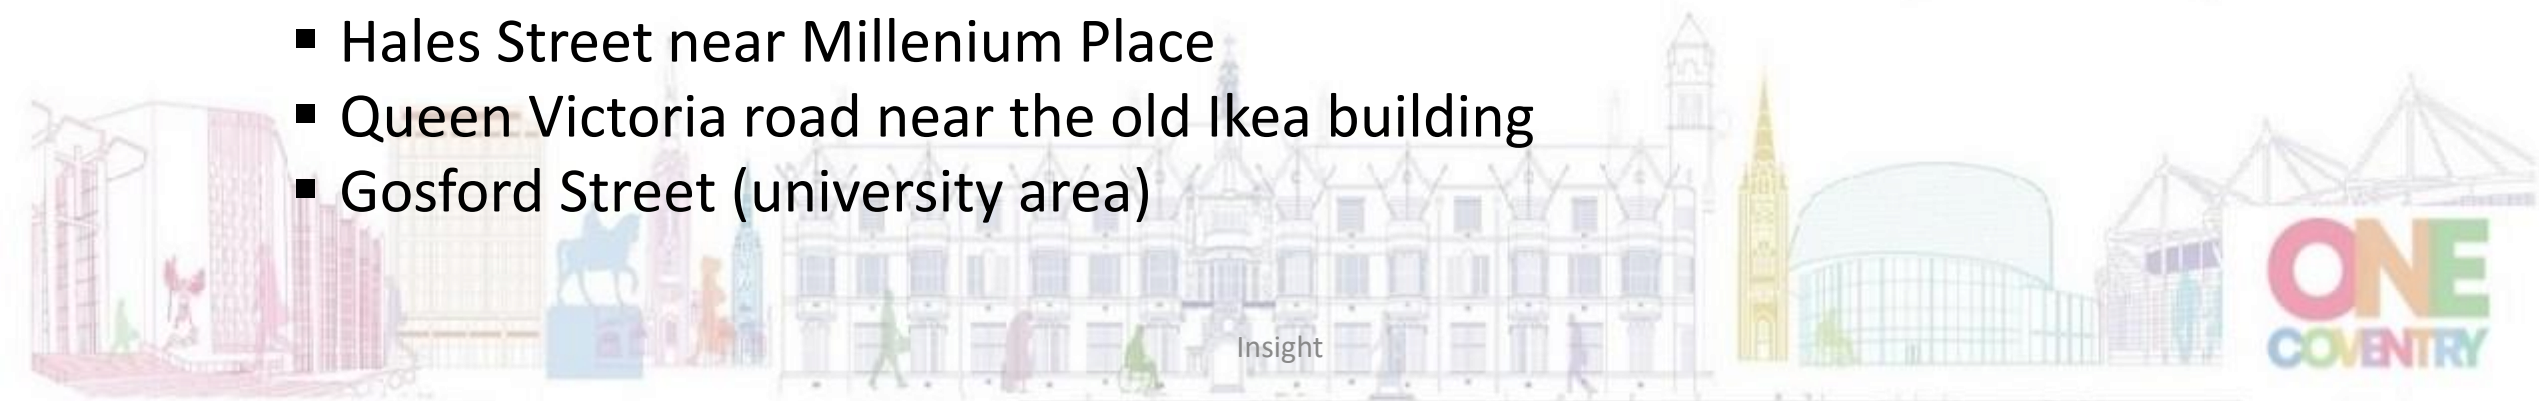 ▪ Hales Street near Millenium Place
▪ Queen Victoria road near the old Ikea building
▪ Gosford Street (university area)
Insight
ONE
COVENTRY